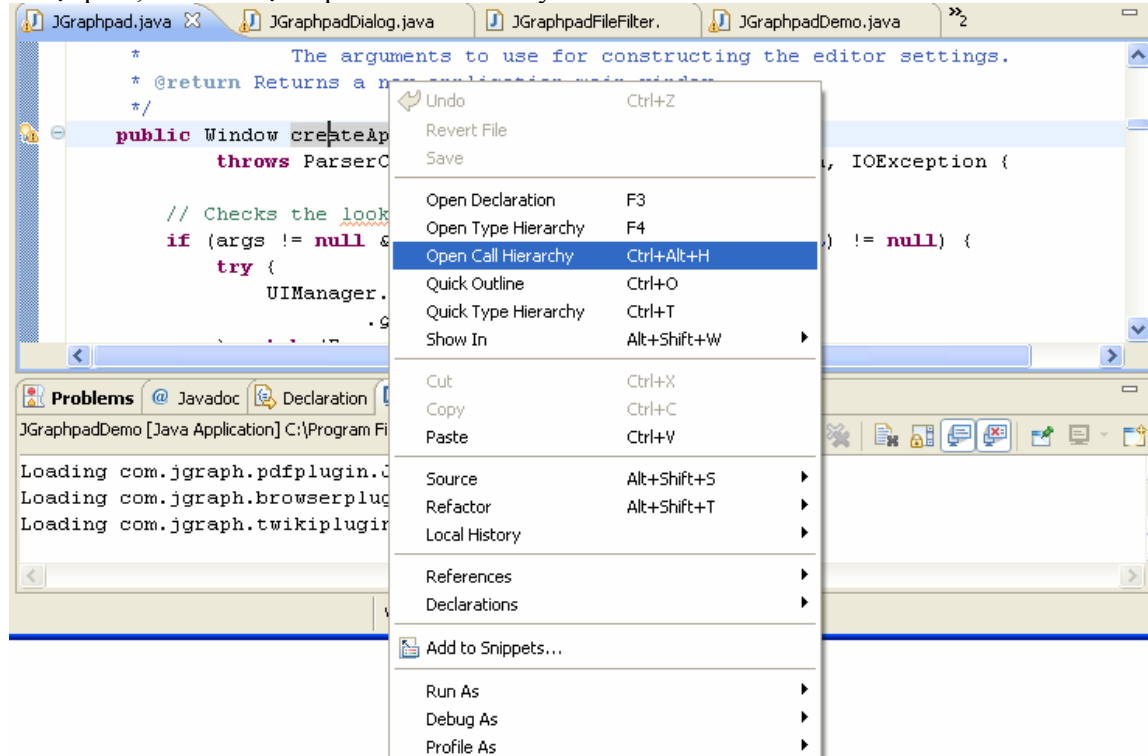 JGraphpad.java JGraphpadDialog.java JGraphpadFileFilter. JGraphpadDemo.java »2
* The arguments to use for constructing the editor settings.
* @return Returns a
*/
public Window createAp
throws ParserC , IOException {
// Checks the look
if (args != null & ) != null) {
try {
UIManager.
.g
Undo Ctrl+Z
Revert File
Save
Open Declaration F3
Open Type Hierarchy F4
Open Call Hierarchy Ctrl+Alt+H
Quick Outline Ctrl+O
Quick Type Hierarchy Ctrl+T
Show In Alt+Shift+W
Cut Ctrl+X
Copy Ctrl+C
Paste Ctrl+V
Source Alt+Shift+S
Refactor Alt+Shift+T
Local History
References
Declarations
Add to Snippets...
Run As
Debug As
Profile As
Problems @ Javadoc Declaration
JGraphpadDemo [Java Application] C:\Program Fi
Loading com.jgraph.pdfplugin.J
Loading com.jgraph.browserplug
Loading com.jgraph.twikiplugin